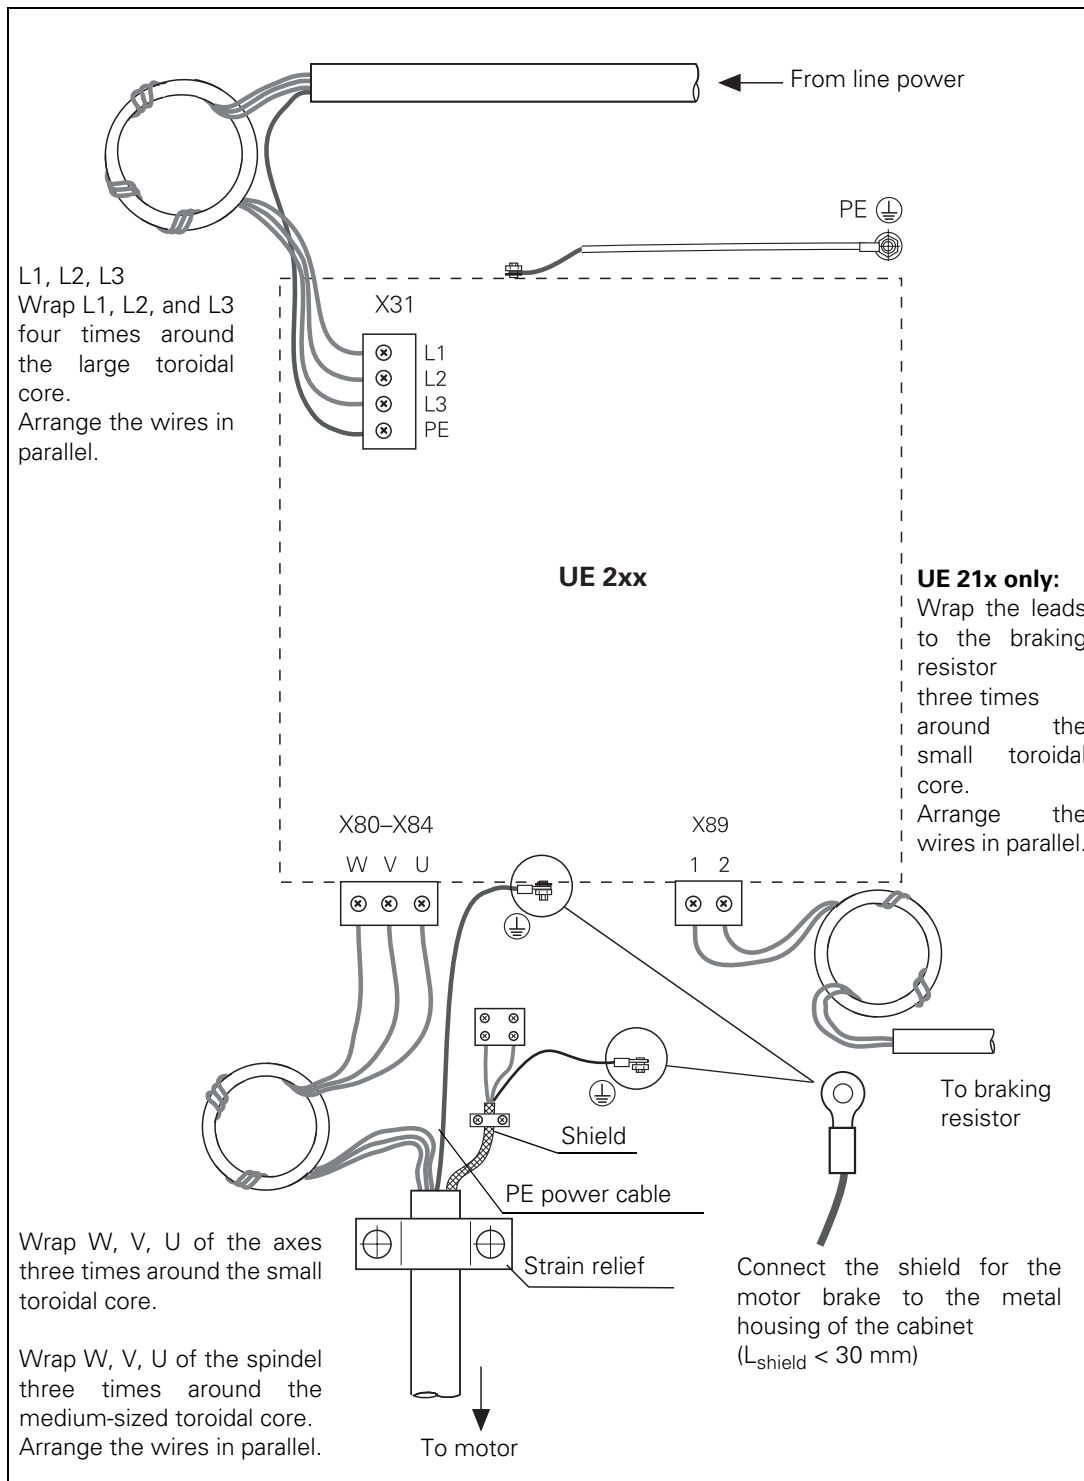 From line power
PE
L1, L2, L3
Wrap L1, L2, and L3
four times around
the large toroidal
core.
Arrange the wires in
parallel.
X31
L1
L2
L3
PE
UE 2xx
UE 21x only:
Wrap the leads
to the braking
resistor
three times
around the
small toroidal
core.
Arrange the
wires in parallel.
X80–X84
W V U
X89
1 2
To braking
resistor
Shield
PE power cable
Strain relief
Wrap W, V, U of the axes
three times around the small
toroidal core.
Wrap W, V, U of the spindel
three times around the
medium-sized toroidal core.
Arrange the wires in parallel.
Connect the shield for the
motor brake to the metal
housing of the cabinet
(Lshield < 30 mm)
To motor